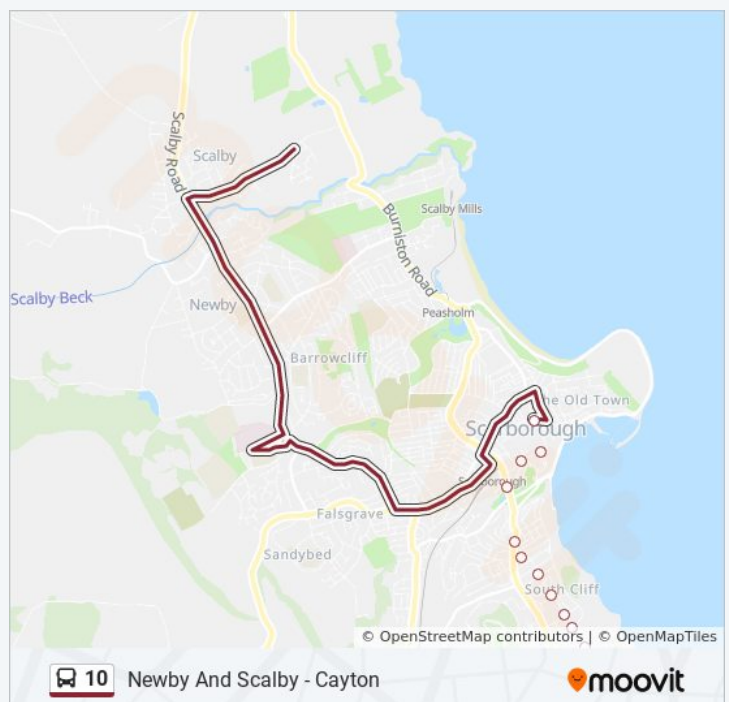 Scalby Road
Scalby
Burniston Road
Scalby Mills
Scalby Beck
Newby
Peasholm
Barrowcliff
The Old Town
Scarborough
Scarborough
Falsgrave
Sandybed
South Cliff
© OpenStreetMap contributors | © OpenMapTiles
10 Newby And Scalby - Cayton
moovit